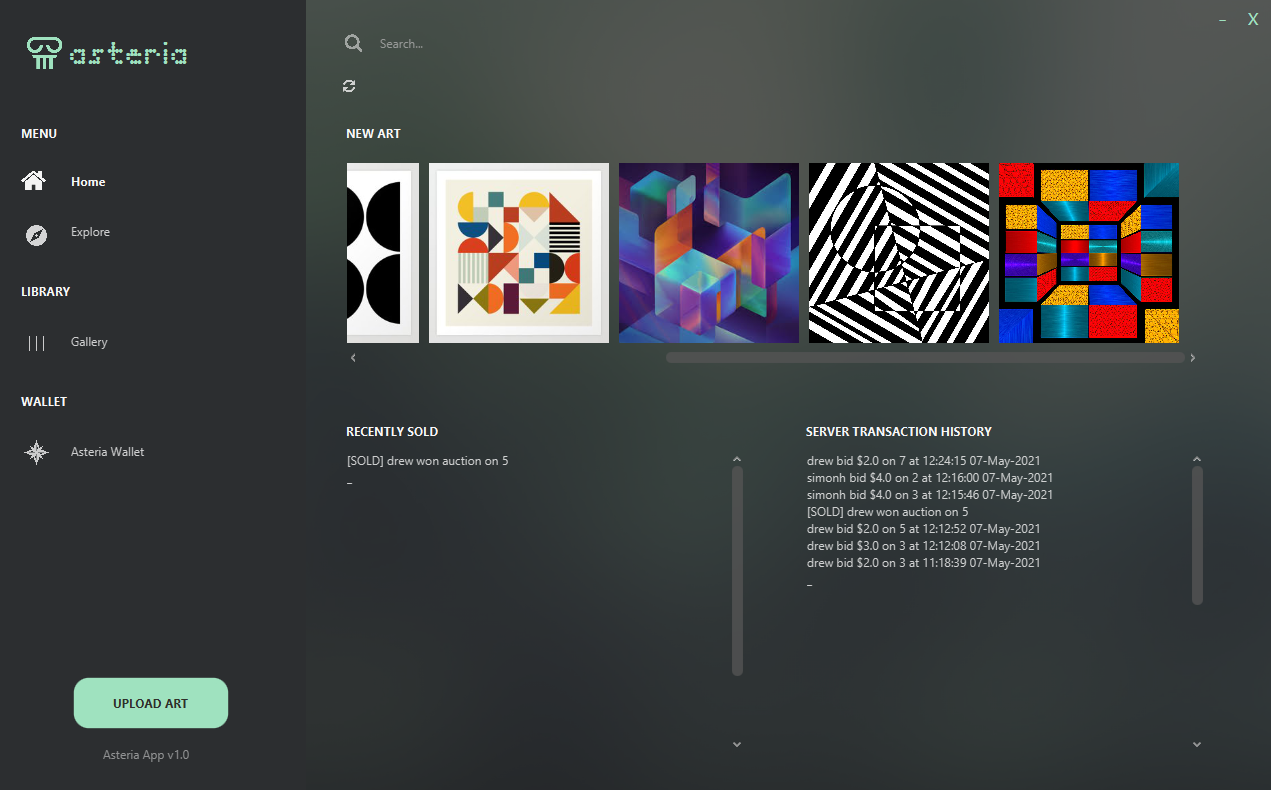 asteria
MENU
Home
Explore
LIBRARY
Gallery
WALLET
Asteria Wallet
UPLOAD ART
Asteria App v1.0
– X
Search...
NEW ART
RECENTLY SOLD
[SOLD] drew won auction on 5
–
SERVER TRANSACTION HISTORY
drew bid $2.0 on 7 at 12:24:15 07-May-2021
simonh bid $4.0 on 2 at 12:16:00 07-May-2021
simonh bid $4.0 on 3 at 12:15:46 07-May-2021
[SOLD] drew won auction on 5
drew bid $2.0 on 5 at 12:12:52 07-May-2021
drew bid $3.0 on 3 at 12:12:08 07-May-2021
drew bid $2.0 on 3 at 11:18:39 07-May-2021
–